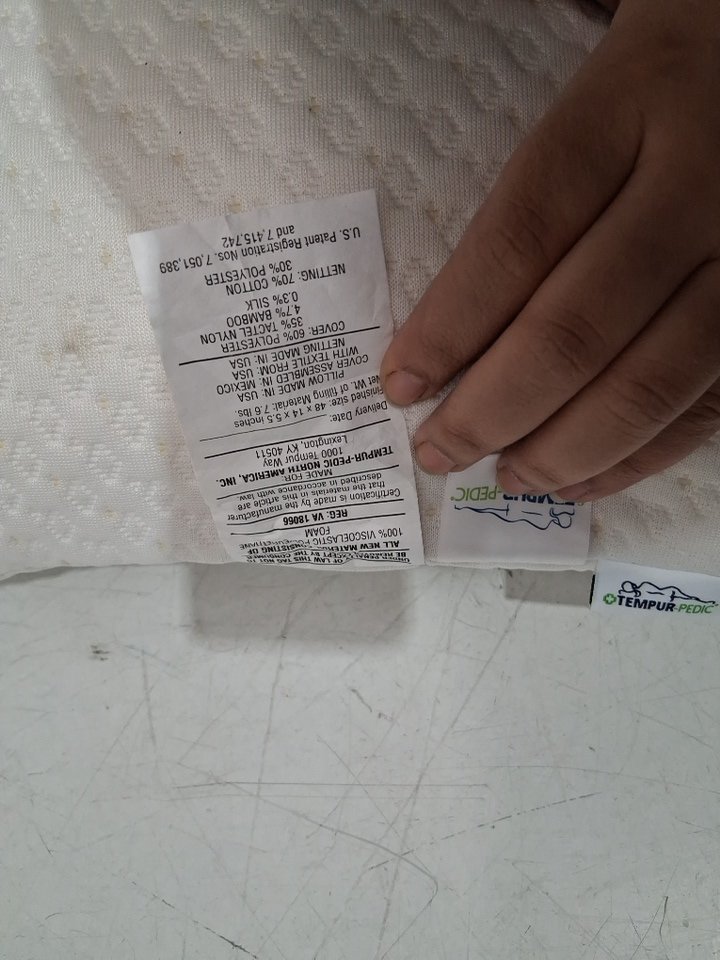 UNDER PENALTY OF LAW THIS TAG NOT TO
BE REMOVED EXCEPT BY THE CONSUMER
ALL NEW MATERIAL CONSISTING OF
100% VISCOELASTIC POLYURETHANE
FOAM
REG: VA 18066
Certification is made by the manufacturer
that the materials in this article are
described in accordance with law.
MADE FOR:
TEMPUR-PEDIC NORTH AMERICA, INC.
1000 Tempur Way
Lexington, KY 40511
Delivery Date:
Finished size: 48 x 14 x 5.5 inches
Net Wt. of filling Material: 7.6 lbs.
PILLOW MADE IN: USA
COVER ASSEMBLED IN: MEXICO
WITH TEXTILE FROM: USA
NETTING MADE IN: USA
COVER: 60% POLYESTER
35% TACTEL NYLON
4.7% BAMBOO
0.3% SILK
NETTING: 70% COTTON
30% POLYESTER
U.S. Patent Registration Nos. 7,051,389
and 7,415,742
TEMPUR-PEDIC
TEMPUR-PEDIC